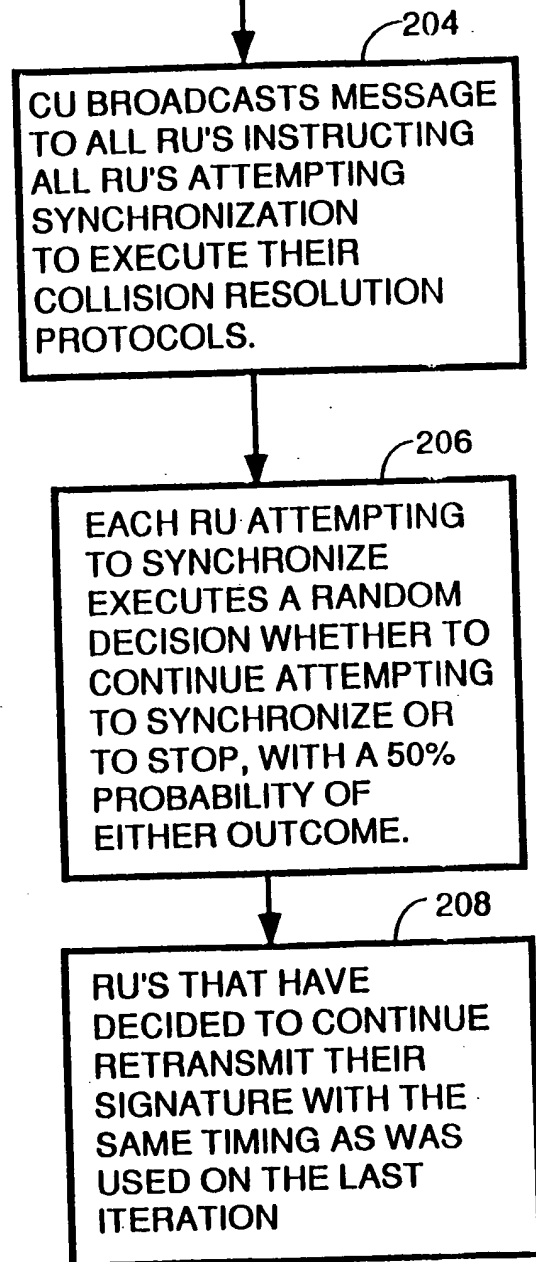 204
CU BROADCASTS MESSAGE
TO ALL RU'S INSTRUCTING
ALL RU'S ATTEMPTING
SYNCHRONIZATION
TO EXECUTE THEIR
COLLISION RESOLUTION
PROTOCOLS.
206
EACH RU ATTEMPTING
TO SYNCHRONIZE
EXECUTES A RANDOM
DECISION WHETHER TO
CONTINUE ATTEMPTING
TO SYNCHRONIZE OR
TO STOP, WITH A 50%
PROBABILITY OF
EITHER OUTCOME.
208
RU'S THAT HAVE
DECIDED TO CONTINUE
RETRANSMIT THEIR
SIGNATURE WITH THE
SAME TIMING AS WAS
USED ON THE LAST
ITERATION